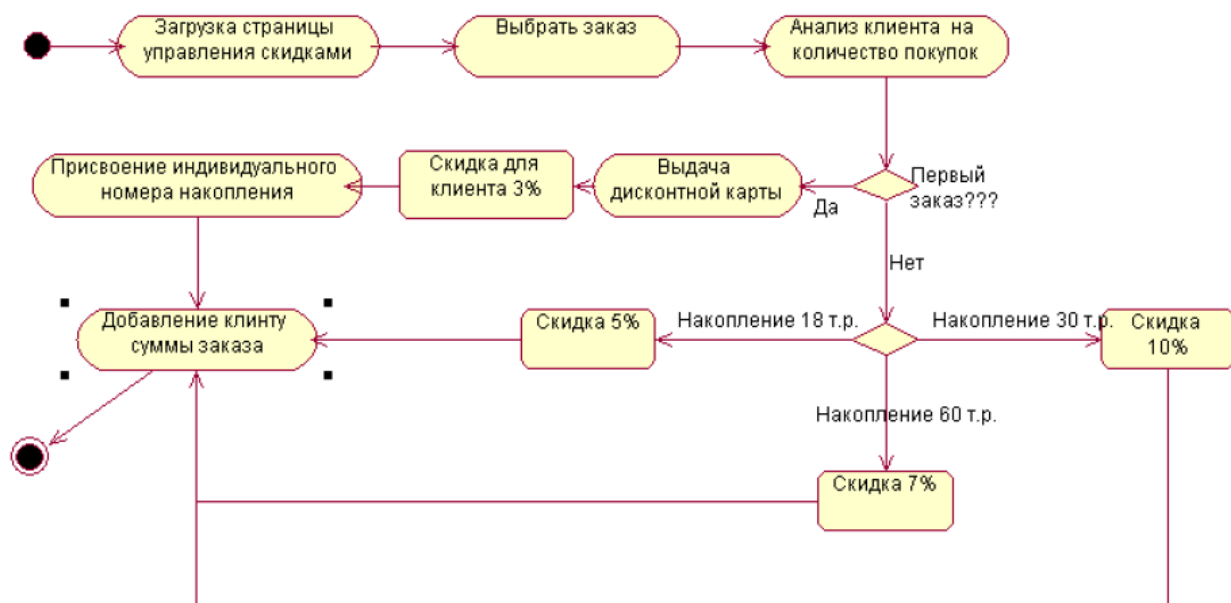 Загрузка страницы
управления скидками
Выбрать заказ
Анализ клиента на
количество покупок
Присвоение индивидуального
номера накопления
Скидка для
клиента 3%
Выдача
дисконтной карты
Да
Первый
заказ???
Нет
Добавление клинту
суммы заказа
Скидка 5%
Накопление 18 т.р.
Накопление 30 т.р.
Скидка
10%
Накопление 60 т.р.
Скидка 7%